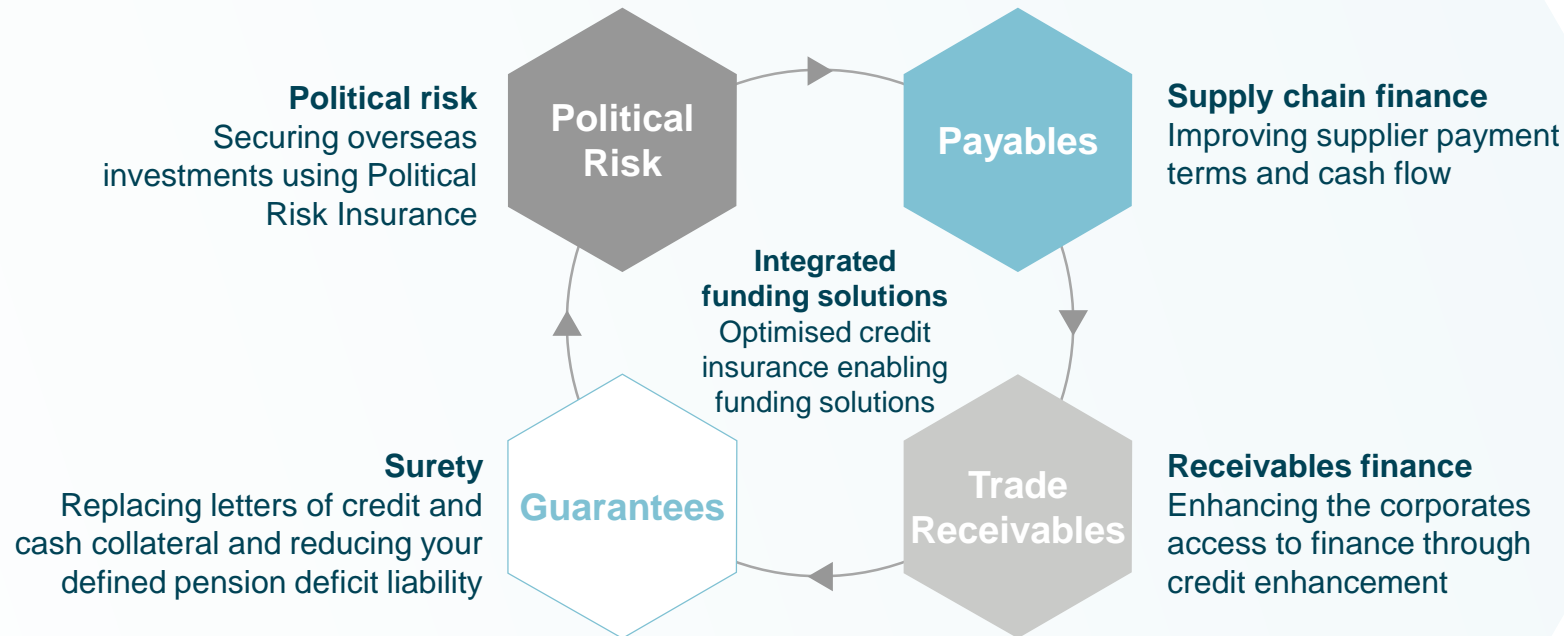 Political risk
Securing overseas
investments using Political
Risk Insurance
Political
Risk
Payables
Supply chain finance
Improving supplier payment
terms and cash flow
Integrated
funding solutions
Optimised credit
insurance enabling
funding solutions
Surety
Replacing letters of credit and
cash collateral and reducing your
defined pension deficit liability
Guarantees
Trade
Receivables
Receivables finance
Enhancing the corporates
access to finance through
credit enhancement